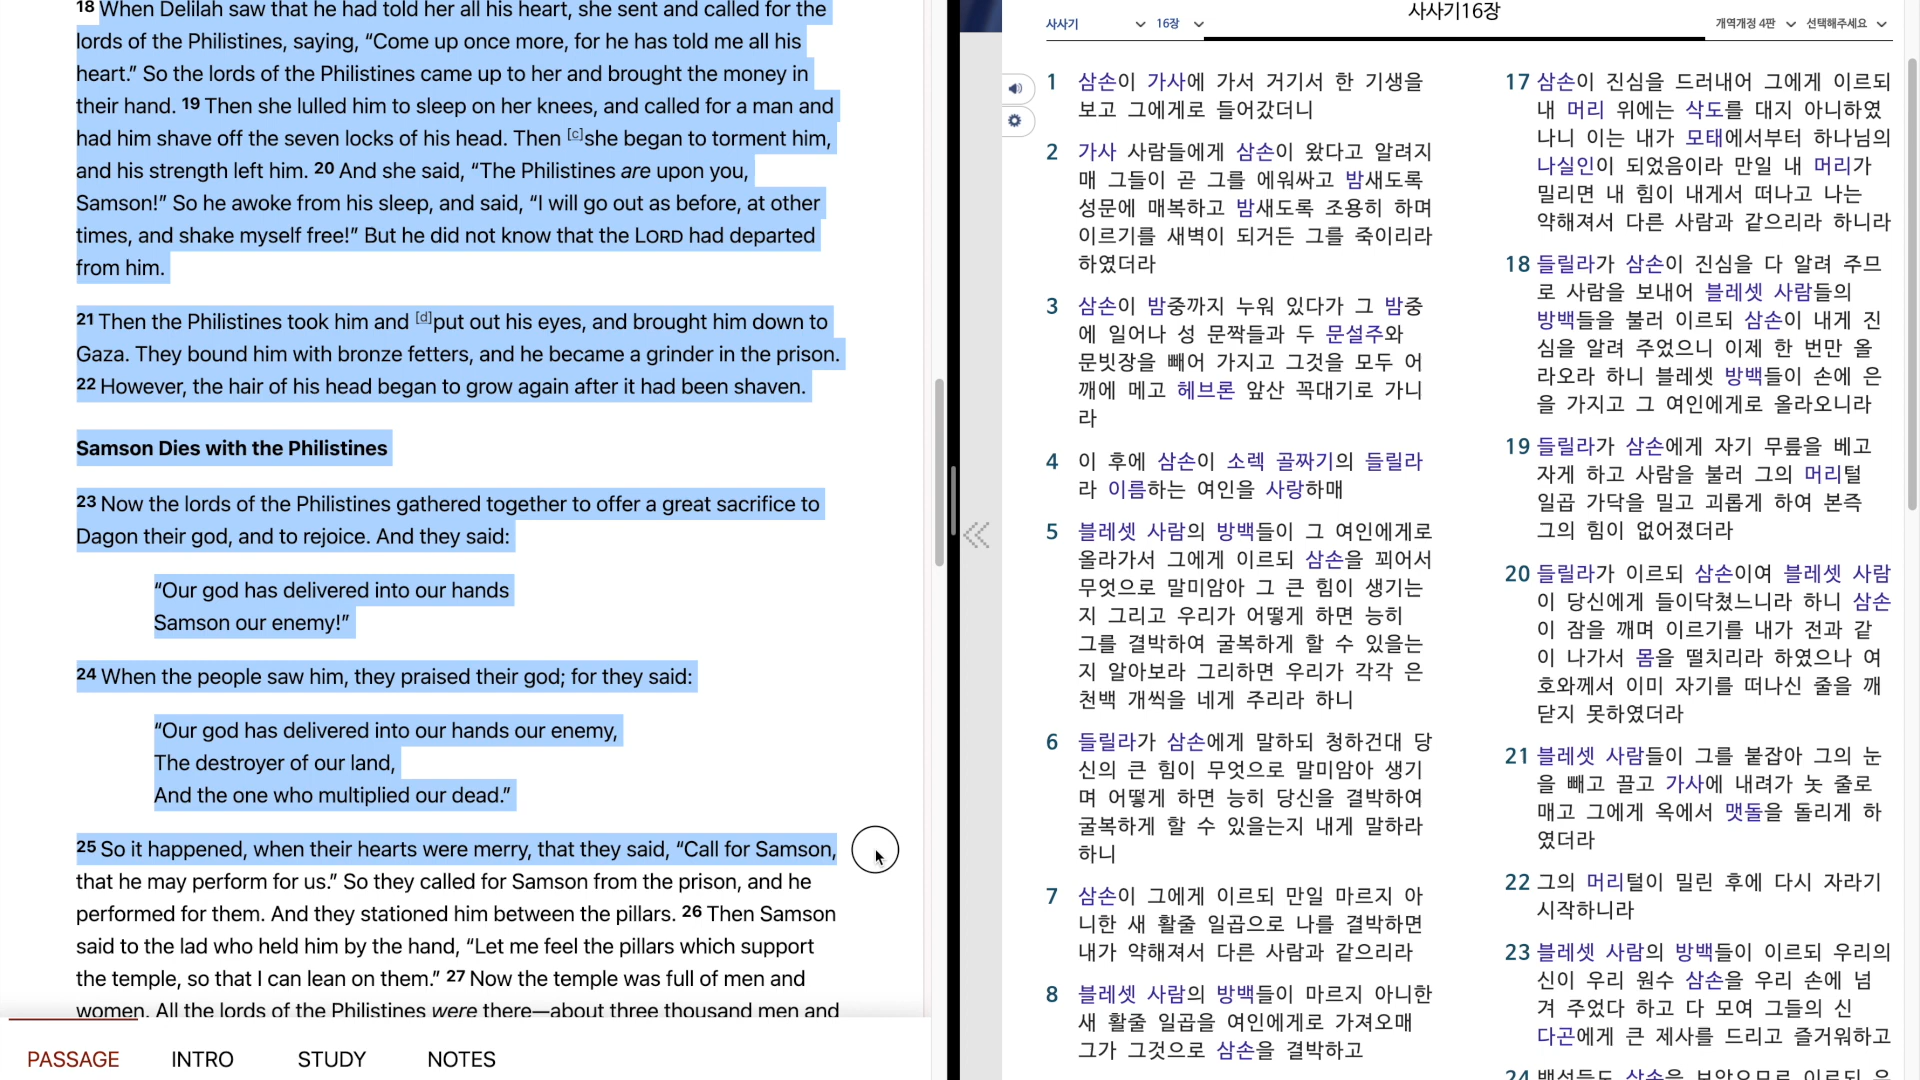 18 When Delilah saw that he had told her all his heart, she sent and called for the
lords of the Philistines, saying, “Come up once more, for he has told me all his
heart.” So the lords of the Philistines came up to her and brought the money in
their hand. 19 Then she lulled him to sleep on her knees, and called for a man and
had him shave off the seven locks of his head. Then [c]she began to torment him,
and his strength left him. 20 And she said, “The Philistines are upon you,
Samson!” So he awoke from his sleep, and said, “I will go out as before, at other
times, and shake myself free!” But he did not know that the LORD had departed
from him.
21 Then the Philistines took him and [d]put out his eyes, and brought him down to
Gaza. They bound him with bronze fetters, and he became a grinder in the prison.
22 However, the hair of his head began to grow again after it had been shaven.
Samson Dies with the Philistines
23 Now the lords of the Philistines gathered together to offer a great sacrifice to
Dagon their god, and to rejoice. And they said:
“Our god has delivered into our hands
Samson our enemy!”
24 When the people saw him, they praised their god; for they said:
“Our god has delivered into our hands our enemy,
The destroyer of our land,
And the one who multiplied our dead.”
25 So it happened, when their hearts were merry, that they said, “Call for Samson,
that he may perform for us.” So they called for Samson from the prison, and he
performed for them. And they stationed him between the pillars. 26 Then Samson
said to the lad who held him by the hand, “Let me feel the pillars which support
the temple, so that I can lean on them.” 27 Now the temple was full of men and
women. All the lords of the Philistines were there—about three thousand men and
PASSAGE INTRO STUDY NOTES
사사기 16장
사사기16장
개역개정 4판 선택해주세요
1 삼손이 가사에 가서 거기서 한 기생을
보고 그에게로 들어갔더니
2 가사 사람들에게 삼손이 왔다고 알려지
매 그들이 곧 그를 에워싸고 밤새도록
성문에 매복하고 밤새도록 조용히 하며
이르기를 새벽이 되거든 그를 죽이리라
하였더라
3 삼손이 밤중까지 누워 있다가 그 밤중
에 일어나 성 문짝들과 두 문설주와
문빗장을 빼어 가지고 그것을 모두 어
깨에 메고 헤브론 앞산 꼭대기로 가니
라
4 이 후에 삼손이 소렉 골짜기의 들릴라
라 이름하는 여인을 사랑하매
5 블레셋 사람의 방백들이 그 여인에게로
올라가서 그에게 이르되 삼손을 꾀어서
무엇으로 말미암아 그 큰 힘이 생기는
지 그리고 우리가 어떻게 하면 능히
그를 결박하여 굴복하게 할 수 있을는
지 알아보라 그리하면 우리가 각각 은
천백 개씩을 네게 주리라 하니
6 들릴라가 삼손에게 말하되 청하건대 당
신의 큰 힘이 무엇으로 말미암아 생기
며 어떻게 하면 능히 당신을 결박하여
굴복하게 할 수 있을는지 내게 말하라
하니
7 삼손이 그에게 이르되 만일 마르지 아
니한 새 활줄 일곱으로 나를 결박하면
내가 약해져서 다른 사람과 같으리라
8 블레셋 사람의 방백들이 마르지 아니한
새 활줄 일곱을 여인에게로 가져오매
그가 그것으로 삼손을 결박하고
17 삼손이 진심을 드러내어 그에게 이르되
내 머리 위에는 삭도를 대지 아니하였
나니 이는 내가 모태에서부터 하나님의
나실인이 되었음이라 만일 내 머리가
밀리면 내 힘이 내게서 떠나고 나는
약해져서 다른 사람과 같으리라 하니라
18 들릴라가 삼손이 진심을 다 알려 주므
로 사람을 보내어 블레셋 사람들의
방백들을 불러 이르되 삼손이 내게 진
심을 알려 주었으니 이제 한 번만 올
라오라 하니 블레셋 방백들이 손에 은
을 가지고 그 여인에게로 올라오니라
19 들릴라가 삼손에게 자기 무릎을 베고
자게 하고 사람을 불러 그의 머리털
일곱 가닥을 밀고 괴롭게 하여 본즉
그의 힘이 없어졌더라
20 들릴라가 이르되 삼손이여 블레셋 사람
이 당신에게 들이닥쳤느니라 하니 삼손
이 잠을 깨며 이르기를 내가 전과 같
이 나가서 몸을 떨치리라 하였으나 여
호와께서 이미 자기를 떠나신 줄을 깨
닫지 못하였더라
21 블레셋 사람들이 그를 붙잡아 그의 눈
을 빼고 끌고 가사에 내려가 놋 줄로
매고 그에게 옥에서 맷돌을 돌리게 하
였더라
22 그의 머리털이 밀린 후에 다시 자라기
시작하니라
23 블레셋 사람의 방백들이 이르되 우리의
신이 우리 원수 삼손을 우리 손에 넘
겨 주었다 하고 다 모여 그들의 신
다곤에게 큰 제사를 드리고 즐거워하고
24 백성들도 삼손을 보았으므로 이르되 우